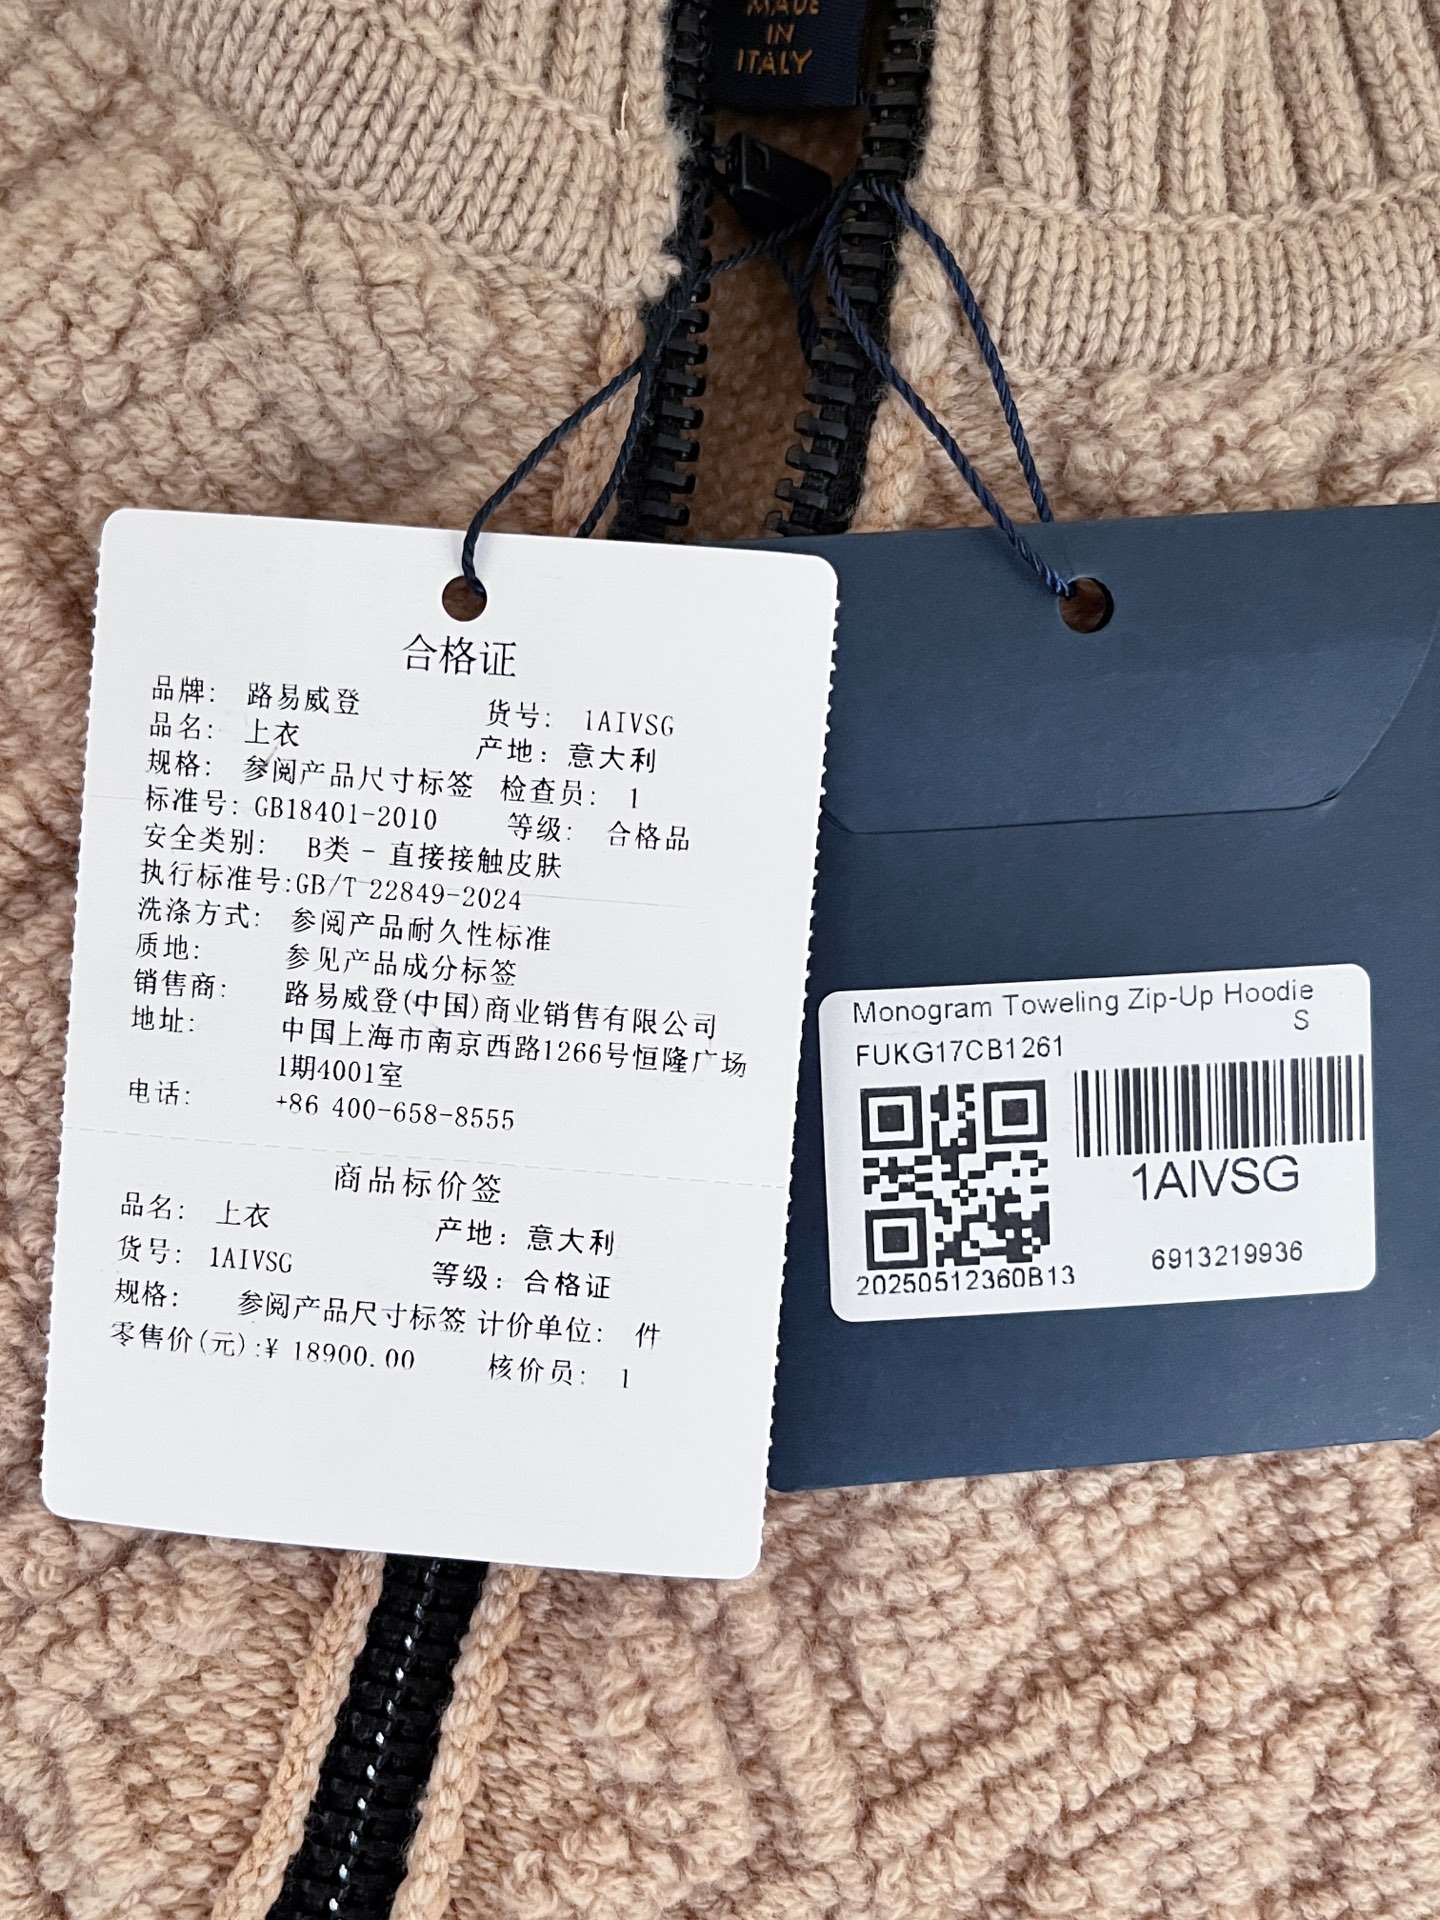 MADE
IN
ITALY
合格证
品牌: 路易威登 货号: 1AIVSG
品名: 上衣 产地: 意大利
规格: 参阅产品尺寸标签 检查员: 1
标准号: GB18401-2010 等级: 合格品
安全类别: B类 - 直接接触皮肤
执行标准号:GB/T 22849-2024
洗涤方式: 参阅产品耐久性标准
质地: 参见产品成分标签
销售商: 路易威登(中国)商业销售有限公司
地址: 中国上海市南京西路1266号恒隆广场
1期4001室
电话: +86 400-658-8555
商品标价签
品名: 上衣 产地: 意大利
货号: 1AIVSG 等级: 合格证
规格: 参阅产品尺寸标签 计价单位: 件
零售价(元):¥ 18900.00 核价员: 1
Monogram Toweling Zip-Up Hoodie
S
FUKG17CB1261
1AIVSG
20250512360B13
6913219936